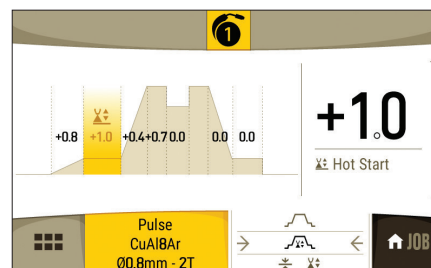 1
+0.8 +1.0 +0.4 +0.7 0.0 0.0 0.0
+1.0
Hot Start
Pulse
CuAl8Ar
Ø0.8mm - 2T
JOB